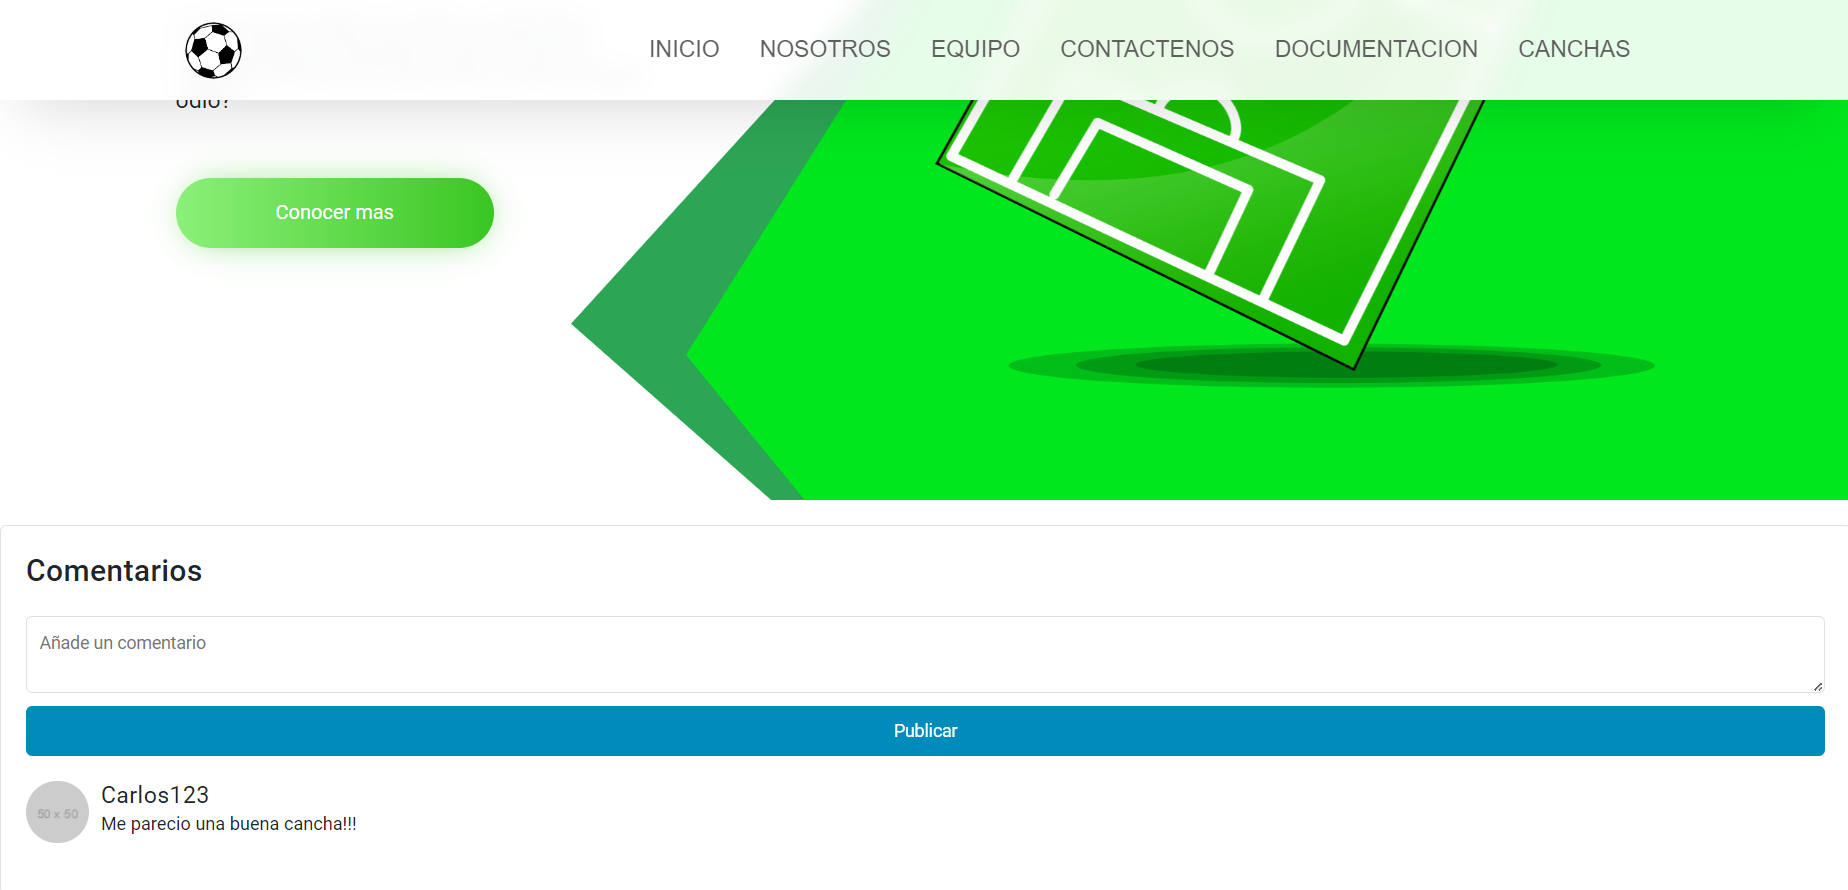 INICIO NOSOTROS EQUIPO CONTACTENOS DOCUMENTACION CANCHAS
odio?
Conocer mas
Comentarios
Añade un comentario
Publicar
50 x 50
Carlos123
Me parecio una buena cancha!!!